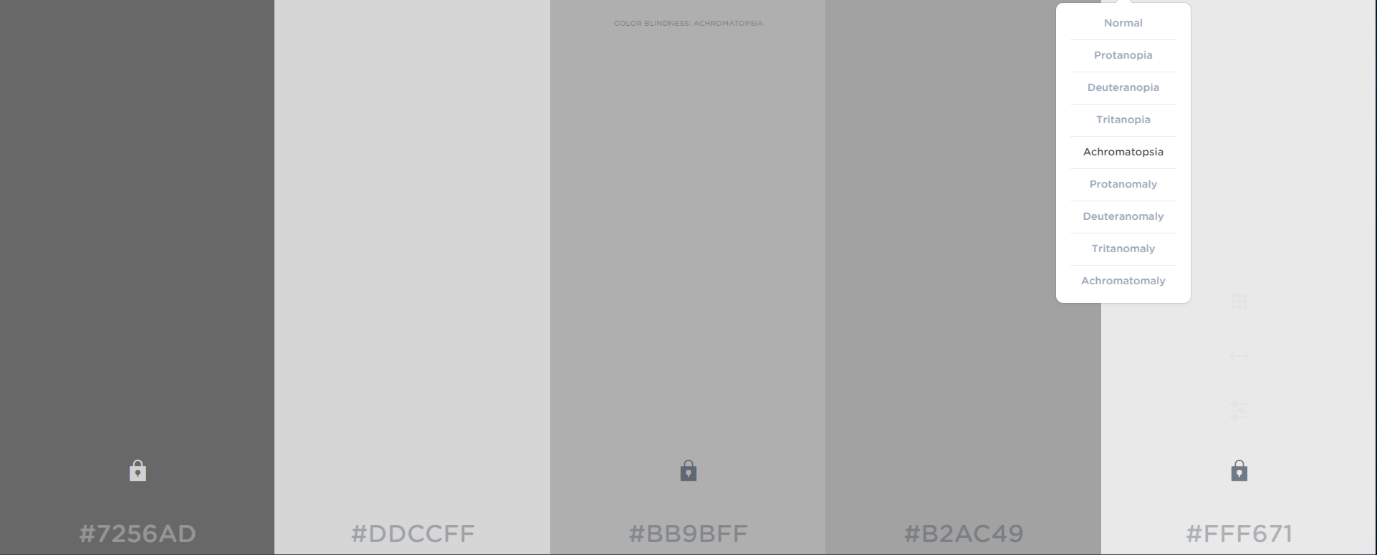 COLOR BLINDNESS: ACHROMATOPSIA
Normal
Protanopia
Deuteranopia
Tritanopia
Achromatopsia
Protanomaly
Deuteranomaly
Tritanomaly
Achromatomaly
#7256AD
#DDCCFF
#BB9BFF
#B2AC49
#FFF671